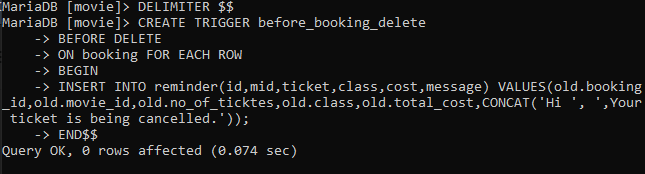 MariaDB [movie]> DELIMITER $$
MariaDB [movie]> CREATE TRIGGER before_booking_delete
    -> BEFORE DELETE
    -> ON booking FOR EACH ROW
    -> BEGIN
    -> INSERT INTO reminder(id,mid,ticket,class,cost,message) VALUES(old.booking
_id,old.movie_id,old.no_of_ticktes,old.class,old.total_cost,CONCAT('Hi ', ',Your
 ticket is being cancelled.'));
    -> END$$
Query OK, 0 rows affected (0.074 sec)